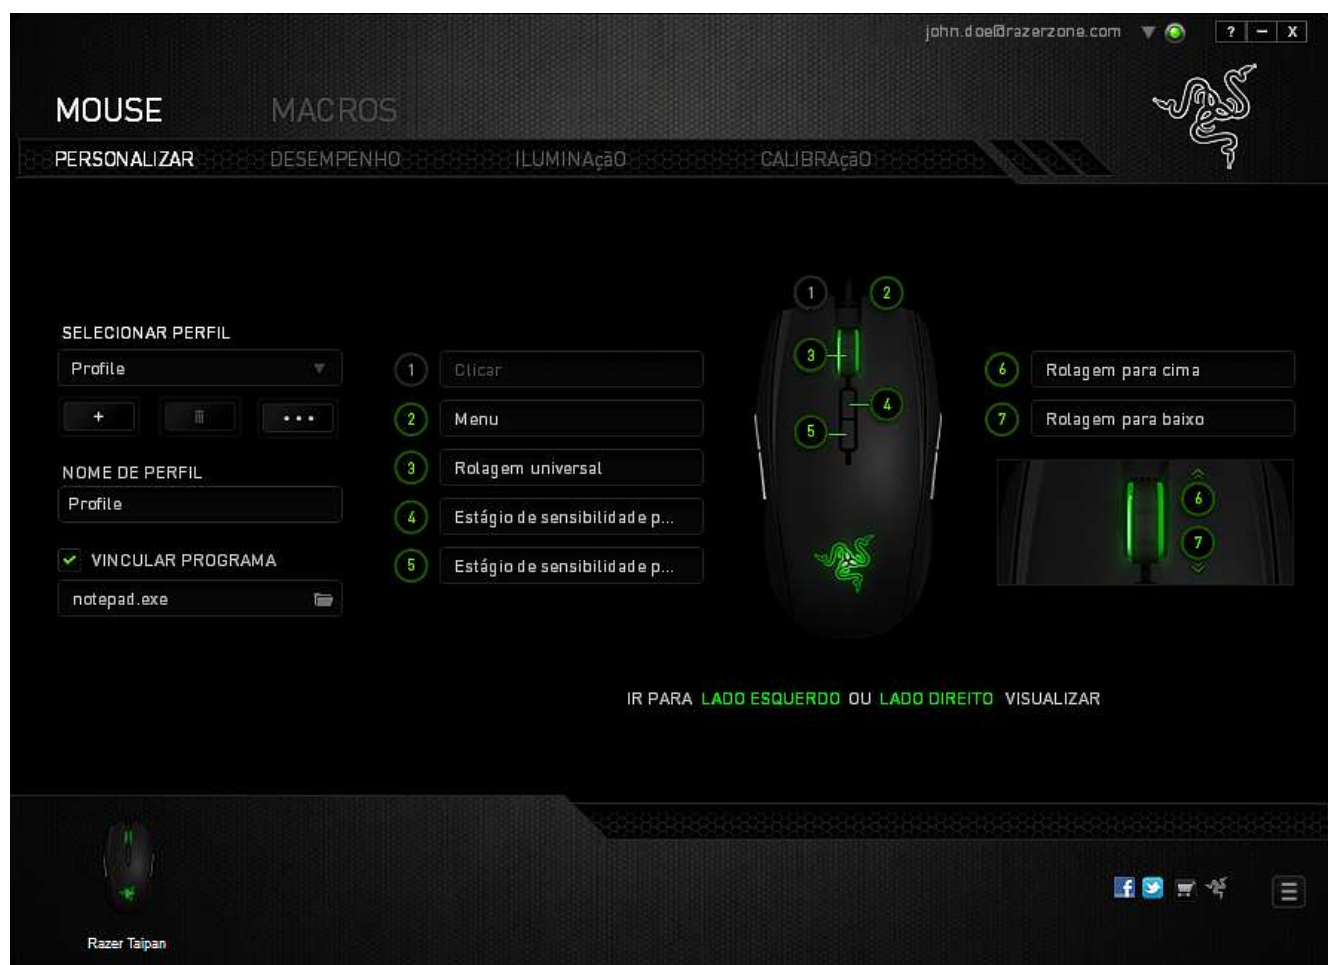 john.doe@razerzone.com
? – X
MOUSE MACROS
PERSONALIZAR DESEMPENHO ILUMINAção CALIBRAção
SELECIONAR PERFIL
Profile
+ ...
NOME DE PERFIL
Profile
VINCULAR PROGRAMA
notepad.exe
1 Clicar
2 Menu
3 Rolagem universal
4 Estágio de sensibilidade p...
5 Estágio de sensibilidade p...
1 2
3
4
5
6 Rolagem para cima
7 Rolagem para baixo
6
7
IR PARA LADO ESQUERDO OU LADO DIREITO VISUALIZAR
Razer Taipan